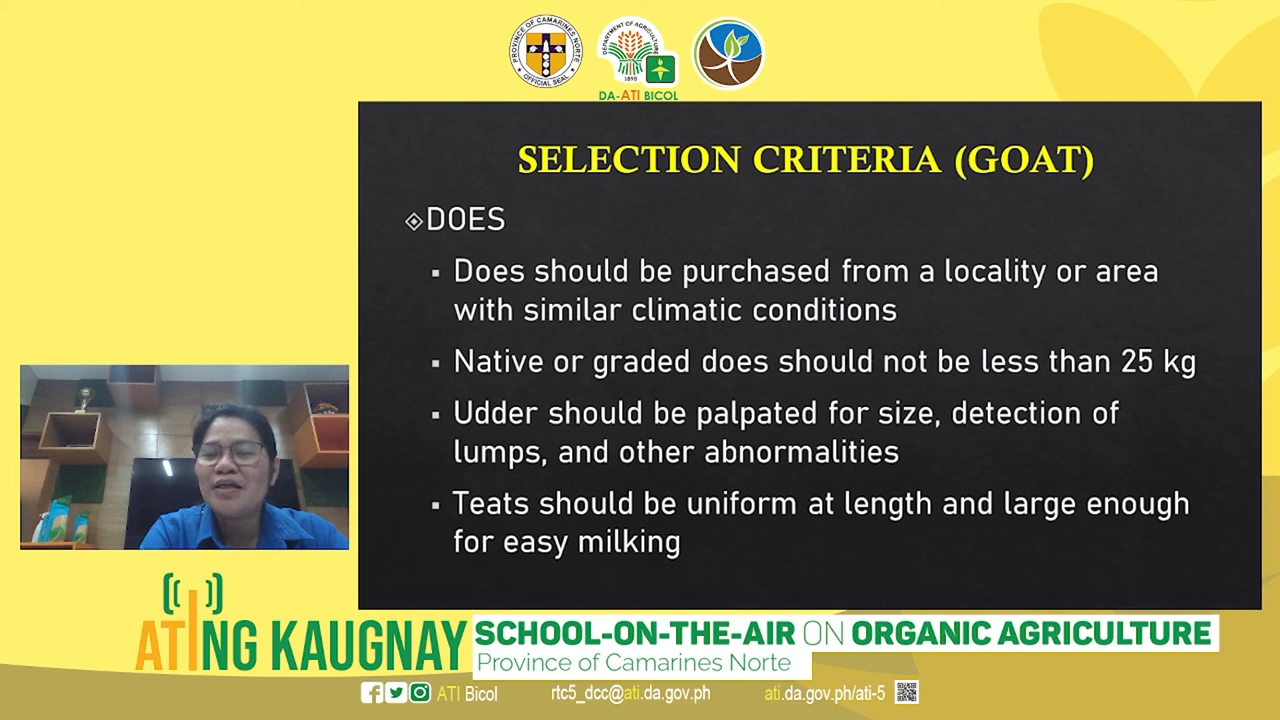 PROVINCE OF CAMARINES NORTE
OFFICIAL SEAL
DEPARTMENT OF AGRICULTURE
1898
DA-ATI BICOL
SELECTION CRITERIA (GOAT)
DOES
Does should be purchased from a locality or area
with similar climatic conditions
Native or graded does should not be less than 25 kg
Udder should be palpated for size, detection of
lumps, and other abnormalities
Teats should be uniform at length and large enough
for easy milking
ATING KAUGNAY
SCHOOL-ON-THE-AIR ON ORGANIC AGRICULTURE
Province of Camarines Norte
ATI Bicol
rtc5_dcc@ati.da.gov.ph
ati.da.gov.ph/ati-5